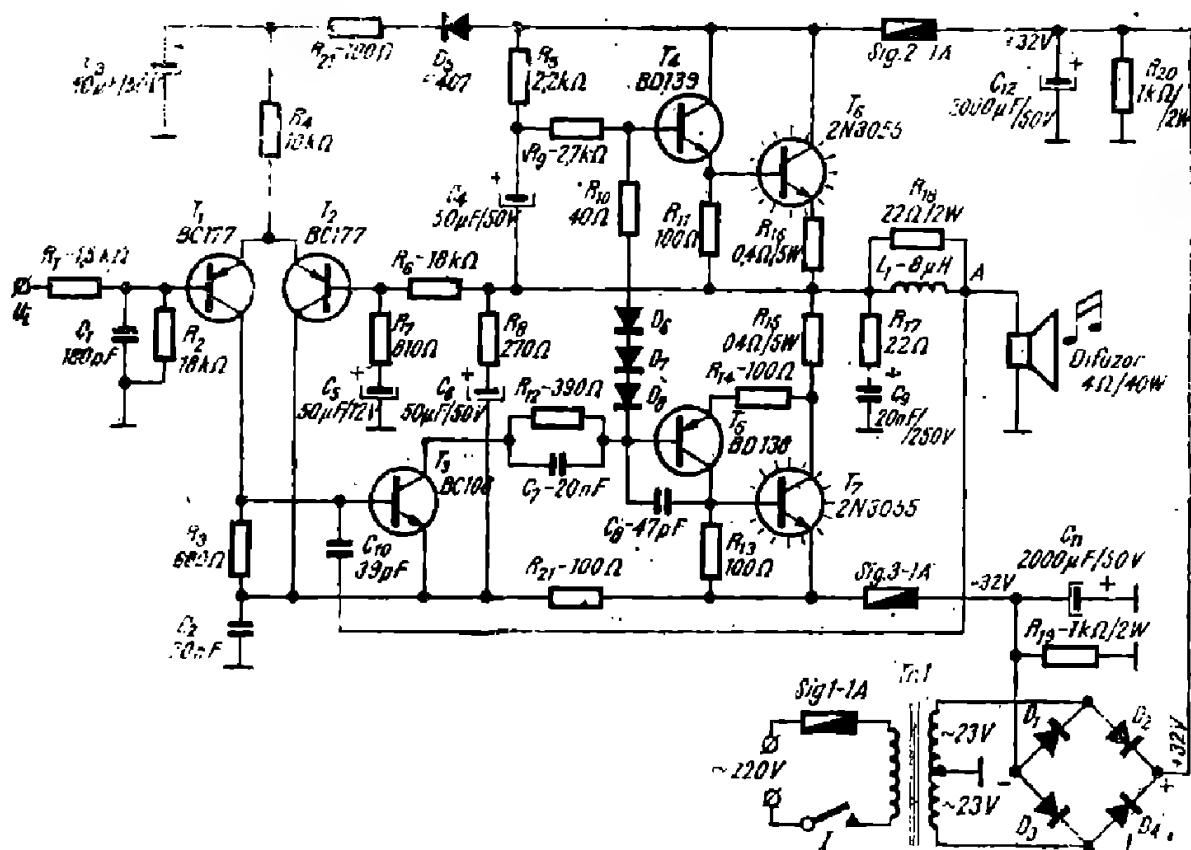 R21-100Ω
D5
Sig.2-1A
+32V
R5
2,2kΩ
T4
BD139
T6
2N3055
C12
/50V
R20
1kΩ
/2W
R4
10kΩ
R9-2,7kΩ
C4
50µF/50V
R10
40Ω
R11
100Ω
R18
22Ω/2W
T1
BC177
T2
BC177
R16
0,4Ω/5W
L1-8µH
A
R1-1,5kΩ
R6-18kΩ
C1
180pF
R2
18kΩ
R7
810Ω
R8
270Ω
D6
D7
D8
R15
0,4Ω/5W
R17
22Ω
Difuzor
4Ω/40W
R14-100Ω
C5
50µF/12V
C6
50µF/50V
R12-390Ω
T5
BD138
C9
20nF
/250V
T3
C7-20nF
T7
2N3055
C8-47pF
R3
680Ω
C10
39pF
R21-100Ω
R13
100Ω
Sig.3-1A
-32V
C11
2000µF/50V
C2
R19-1kΩ/2W
Sig1-1A
Tr.1
D1
D2
~23V
~220V
+32V
-
+
~23V
D3
D4
I